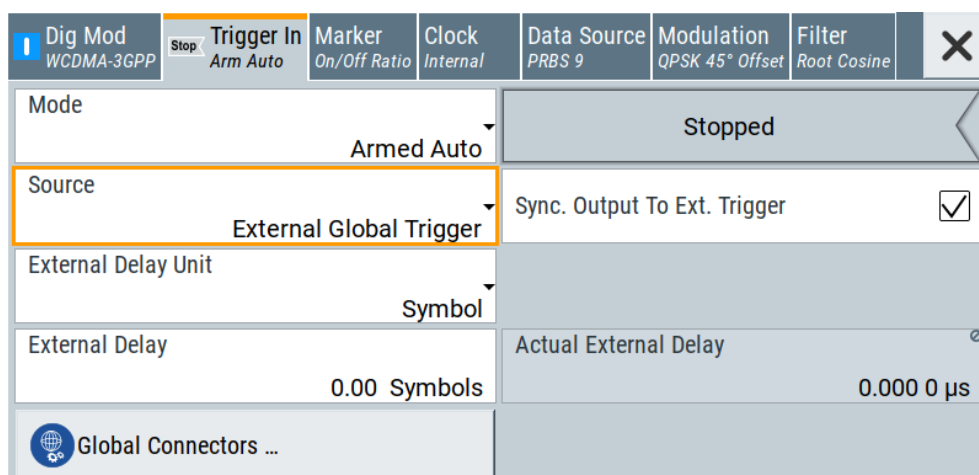 Dig Mod
WCDMA-3GPP
Stop
Trigger In
Arm Auto
Marker
On/Off Ratio
Clock
Internal
Data Source
PRBS 9
Modulation
QPSK 45° Offset
Filter
Root Cosine
Mode
Armed Auto
Stopped
Source
External Global Trigger
Sync. Output To Ext. Trigger
External Delay Unit
Symbol
External Delay
0.00 Symbols
Actual External Delay
0.000 0 µs
Global Connectors ...